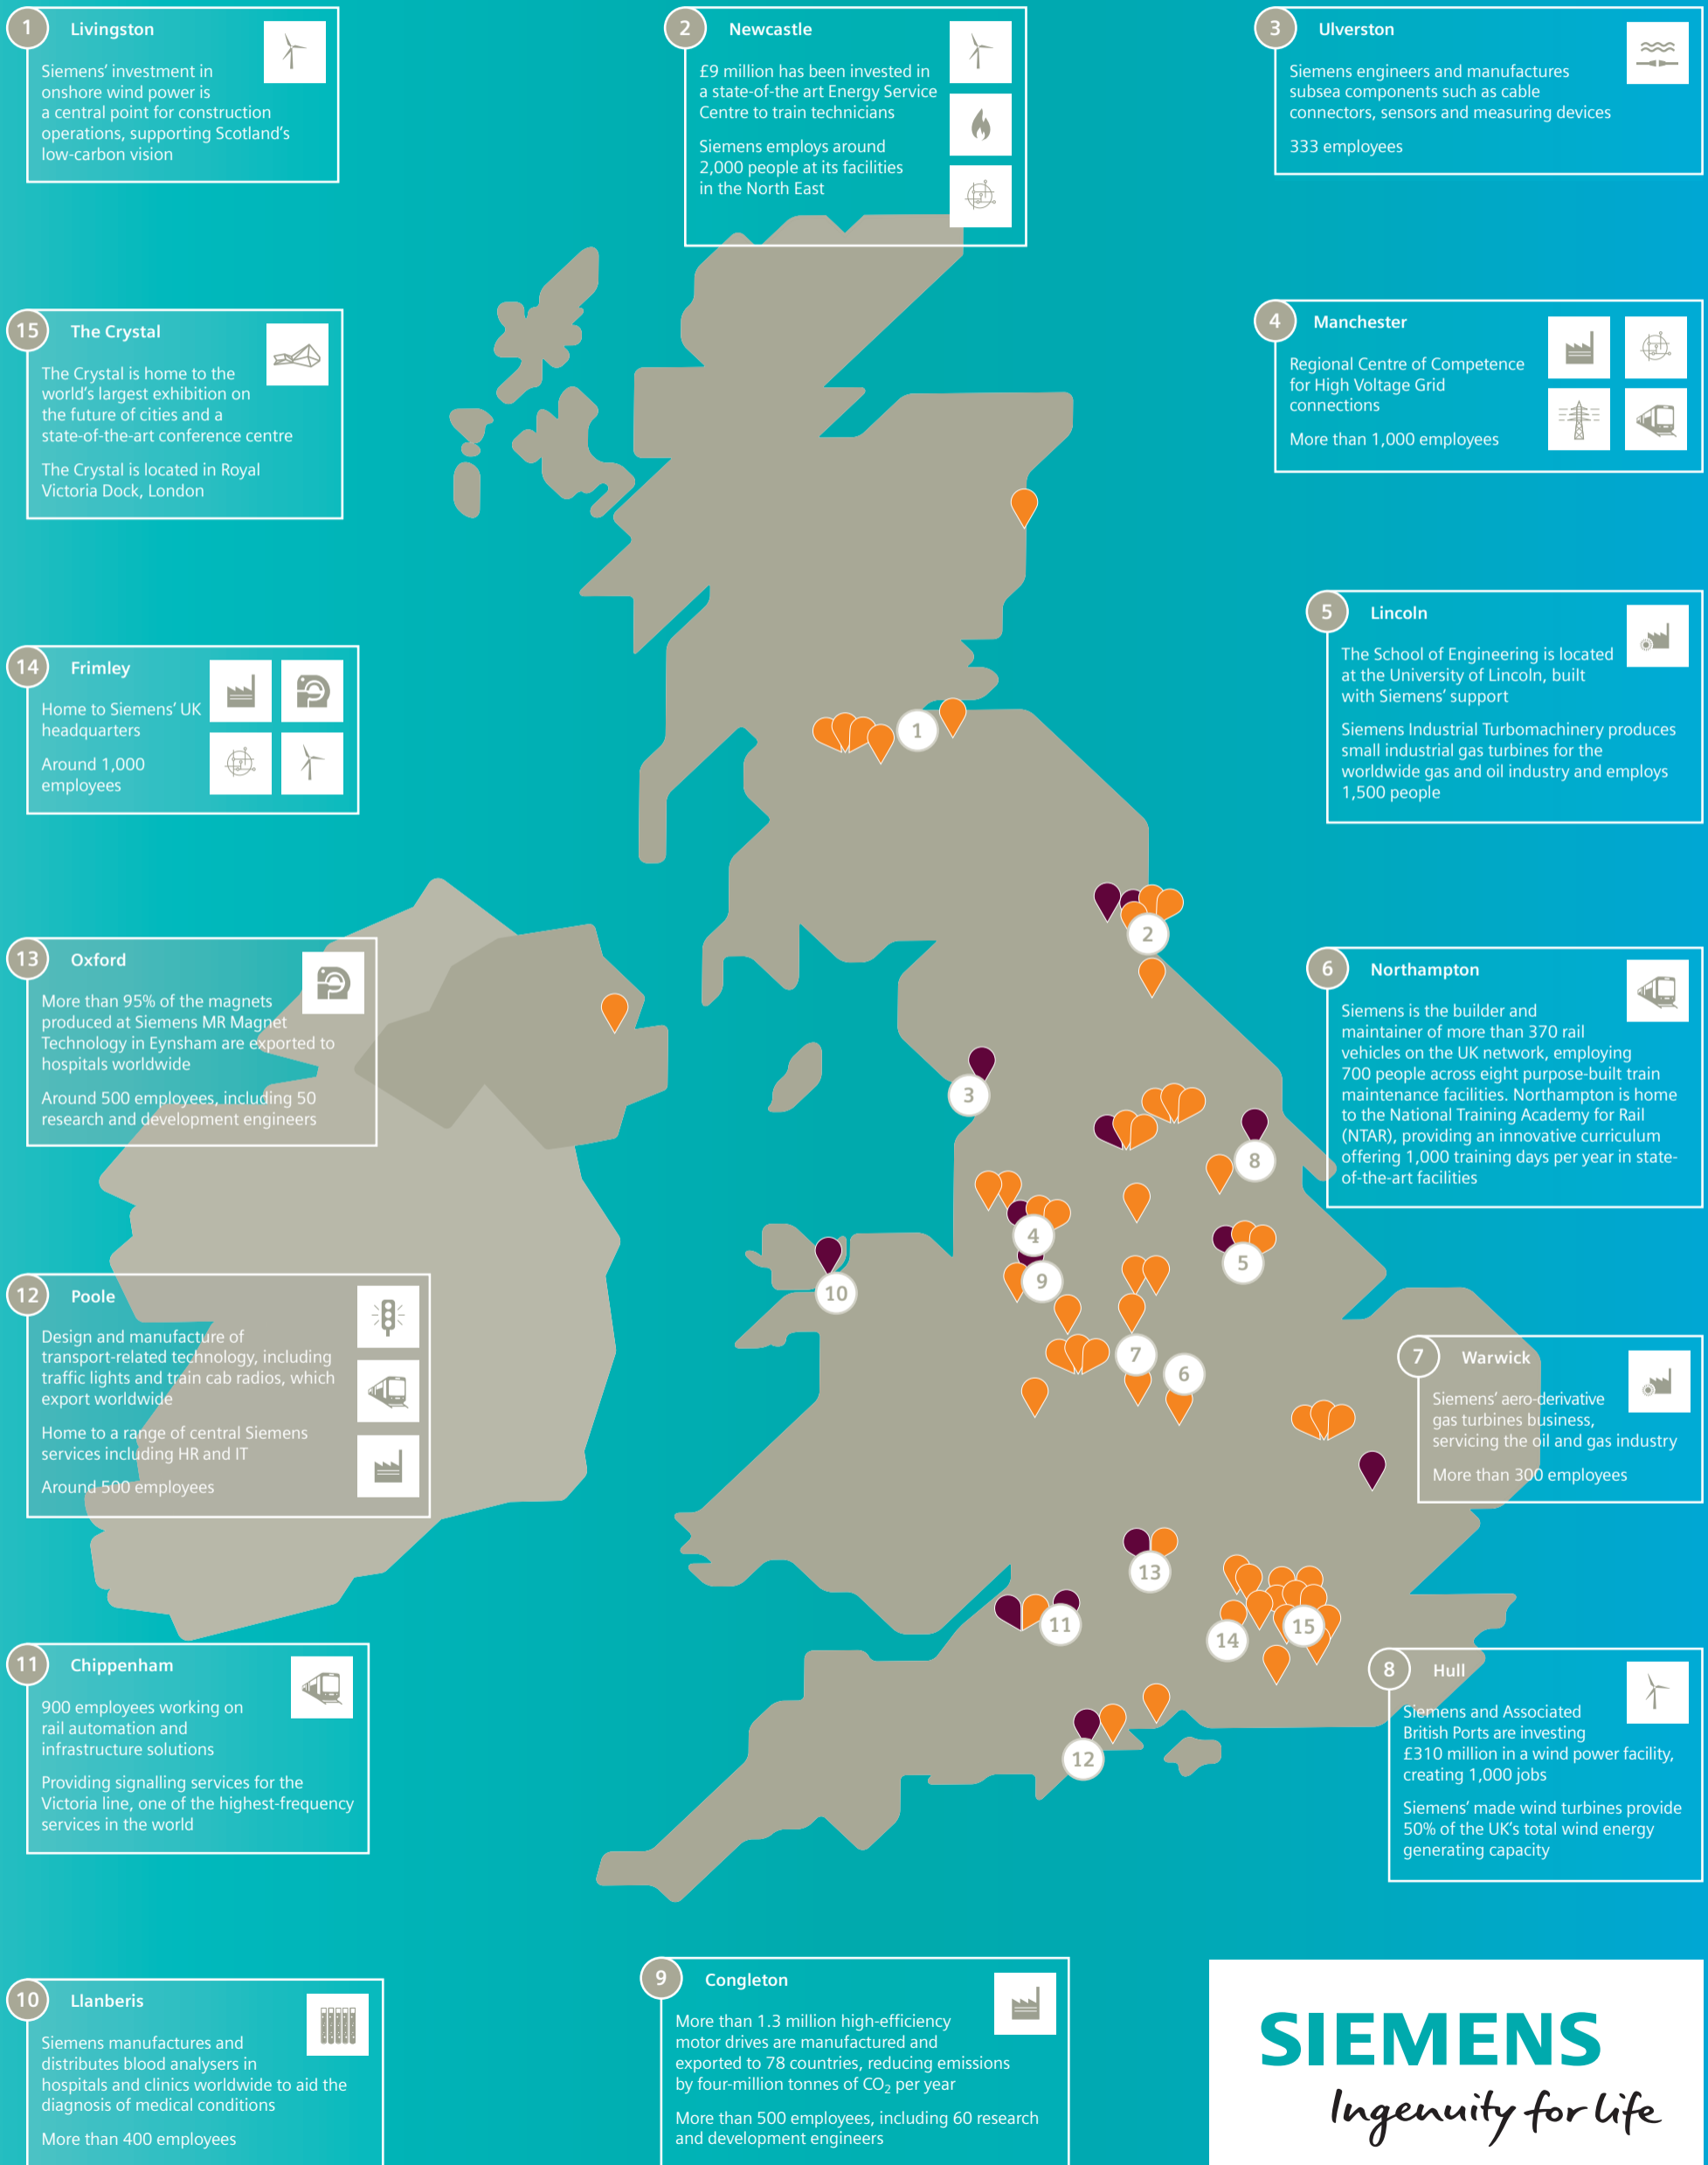 1 Livingston
Siemens' investment in
onshore wind power is
a central point for construction
operations, supporting Scotland's
low-carbon vision
2 Newcastle
£9 million has been invested in
a state-of-the art Energy Service
Centre to train technicians
Siemens employs around
2,000 people at its facilities
in the North East
3 Ulverston
Siemens engineers and manufactures
subsea components such as cable
connectors, sensors and measuring devices
333 employees
15 The Crystal
The Crystal is home to the
world's largest exhibition on
the future of cities and a
state-of-the-art conference centre
The Crystal is located in Royal
Victoria Dock, London
4 Manchester
Regional Centre of Competence
for High Voltage Grid
connections
More than 1,000 employees
5 Lincoln
The School of Engineering is located
at the University of Lincoln, built
with Siemens' support
Siemens Industrial Turbomachinery produces
small industrial gas turbines for the
worldwide gas and oil industry and employs
1,500 people
14 Frimley
Home to Siemens' UK
headquarters
Around 1,000
employees
13 Oxford
More than 95% of the magnets
produced at Siemens MR Magnet
Technology in Eynsham are exported to
hospitals worldwide
Around 500 employees, including 50
research and development engineers
6 Northampton
Siemens is the builder and
maintainer of more than 370 rail
vehicles on the UK network, employing
700 people across eight purpose-built train
maintenance facilities. Northampton is home
to the National Training Academy for Rail
(NTAR), providing an innovative curriculum
offering 1,000 training days per year in state-
of-the-art facilities
12 Poole
Design and manufacture of
transport-related technology, including
traffic lights and train cab radios, which
export worldwide
Home to a range of central Siemens
services including HR and IT
Around 500 employees
7 Warwick
Siemens' aero-derivative
gas turbines business,
servicing the oil and gas industry
More than 300 employees
11 Chippenham
900 employees working on
rail automation and
infrastructure solutions
Providing signalling services for the
Victoria line, one of the highest-frequency
services in the world
8 Hull
Siemens and Associated
British Ports are investing
£310 million in a wind power facility,
creating 1,000 jobs
Siemens' made wind turbines provide
50% of the UK's total wind energy
generating capacity
10 Llanberis
Siemens manufactures and
distributes blood analysers in
hospitals and clinics worldwide to aid the
diagnosis of medical conditions
More than 400 employees
9 Congleton
More than 1.3 million high-efficiency
motor drives are manufactured and
exported to 78 countries, reducing emissions
by four-million tonnes of CO₂ per year
More than 500 employees, including 60 research
and development engineers
1
2
3
8
4
5
9
10
7
6
13
11
14
15
12
SIEMENS
Ingenuity for life